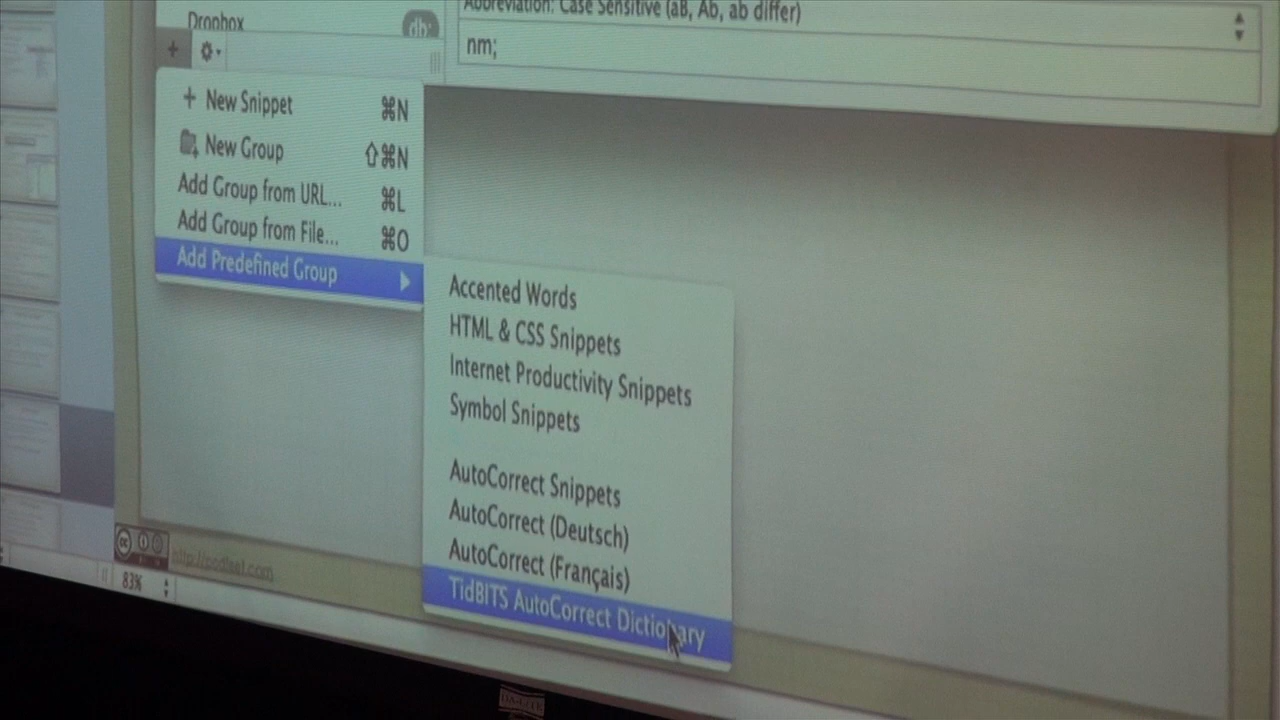 Abbreviation: Case Sensitive (aB, Ab, ab differ)
Dropbox db:
nm;
+ New Snippet ⌘N
New Group ⇧⌘N
Add Group from URL... ⌘L
Add Group from File... ⌘O
Add Predefined Group
Accented Words
HTML & CSS Snippets
Internet Productivity Snippets
Symbol Snippets
AutoCorrect Snippets
AutoCorrect (Deutsch)
AutoCorrect (Français)
TidBITS AutoCorrect Dictionary
cc
83%